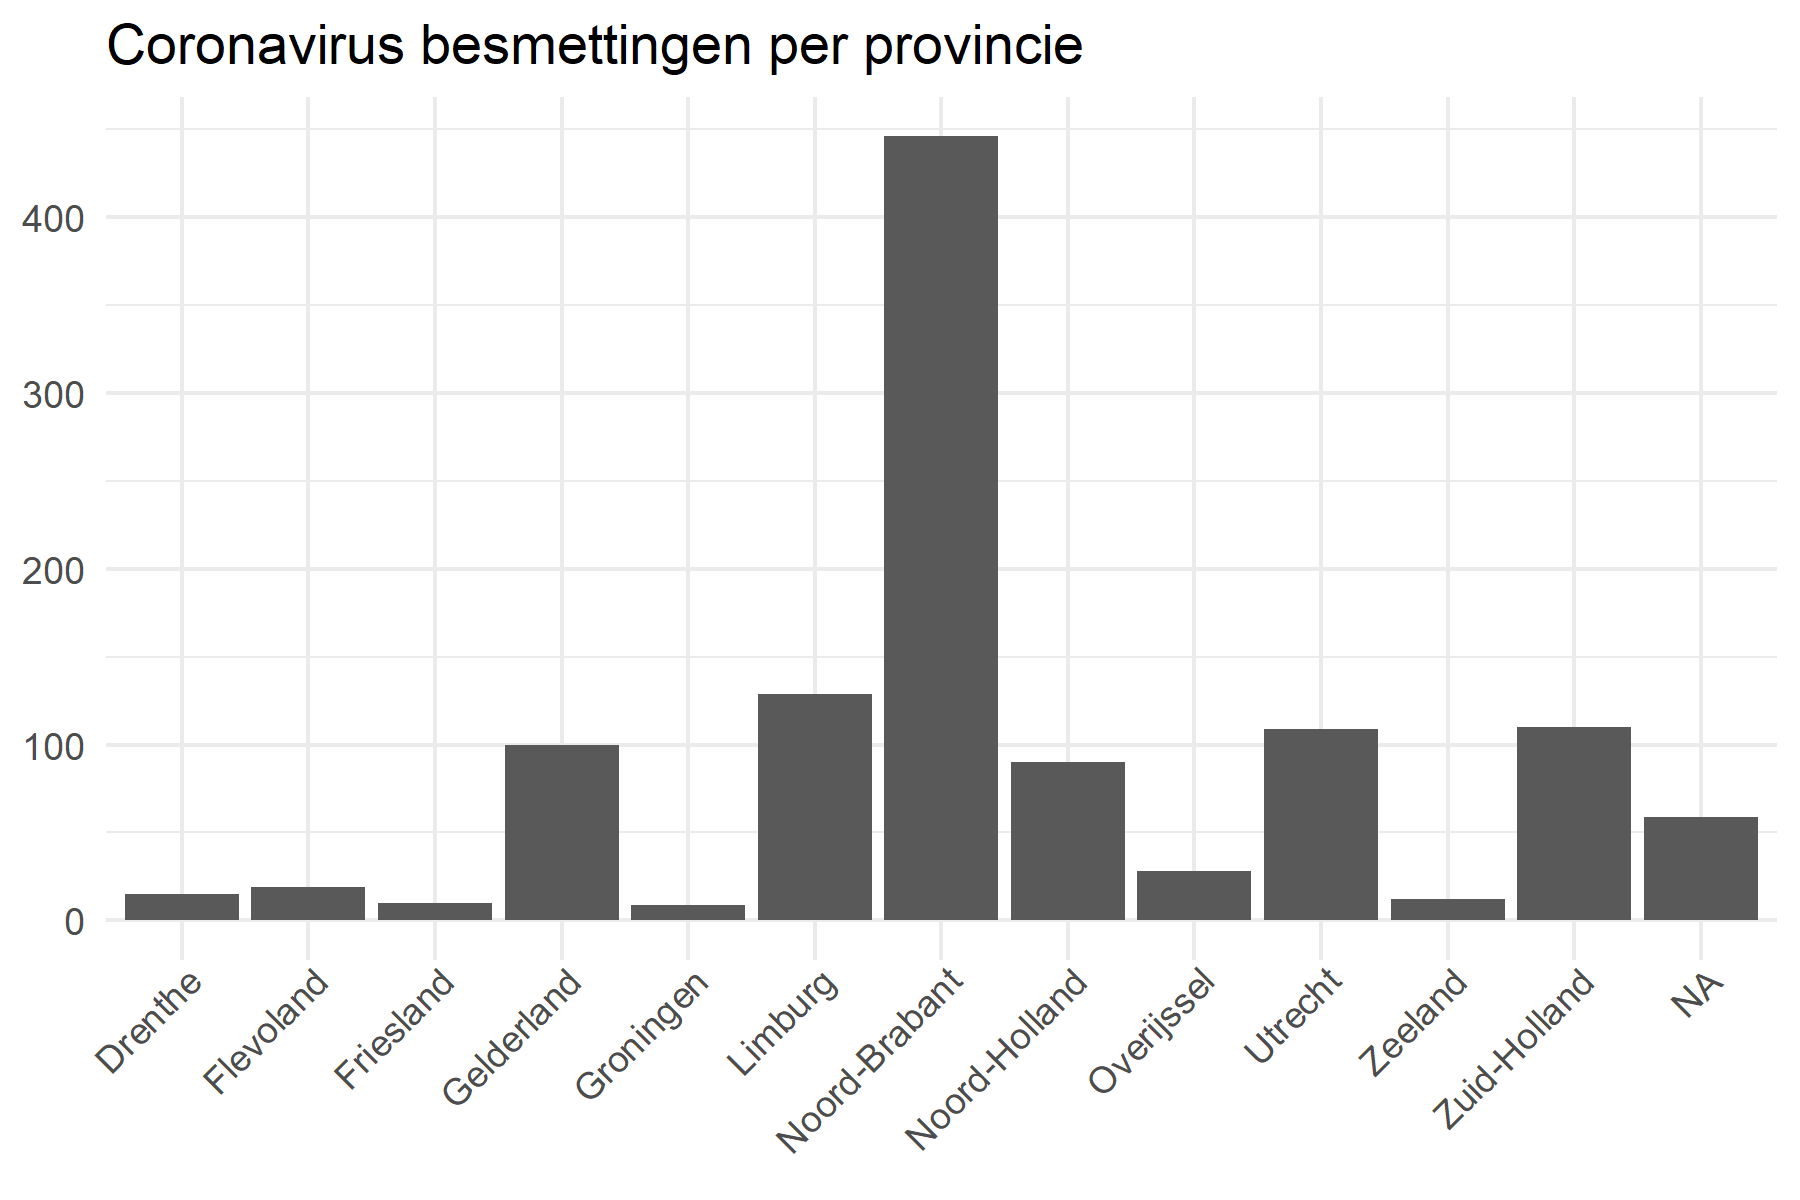 Coronavirus besmettingen per provincie
400
300
200
100
0
Drenthe
Flevoland
Friesland
Gelderland
Groningen
Limburg
Noord-Brabant
Noord-Holland
Overijssel
Utrecht
Zeeland
Zuid-Holland
NA